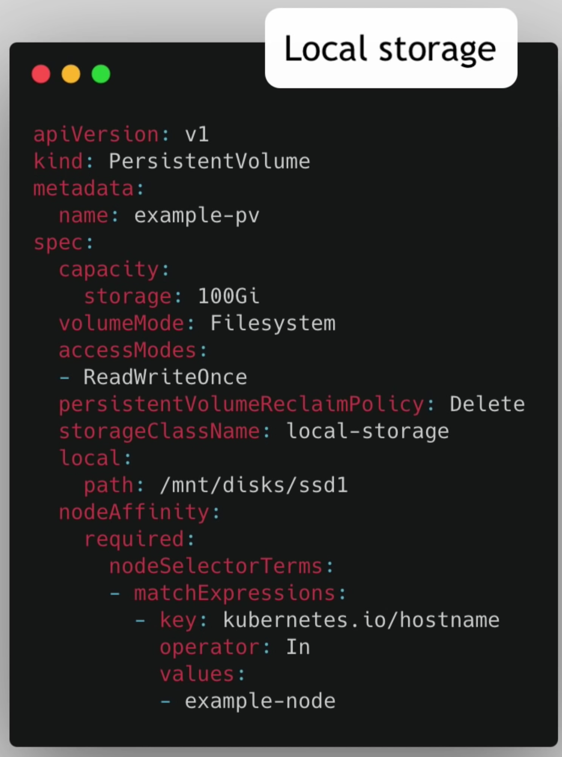 Local storage
apiVersion: v1
kind: PersistentVolume
metadata:
  name: example-pv
spec:
  capacity:
    storage: 100Gi
  volumeMode: Filesystem
  accessModes:
  - ReadWriteOnce
  persistentVolumeReclaimPolicy: Delete
  storageClassName: local-storage
  local:
    path: /mnt/disks/ssd1
  nodeAffinity:
    required:
      nodeSelectorTerms:
      - matchExpressions:
        - key: kubernetes.io/hostname
          operator: In
          values:
          - example-node